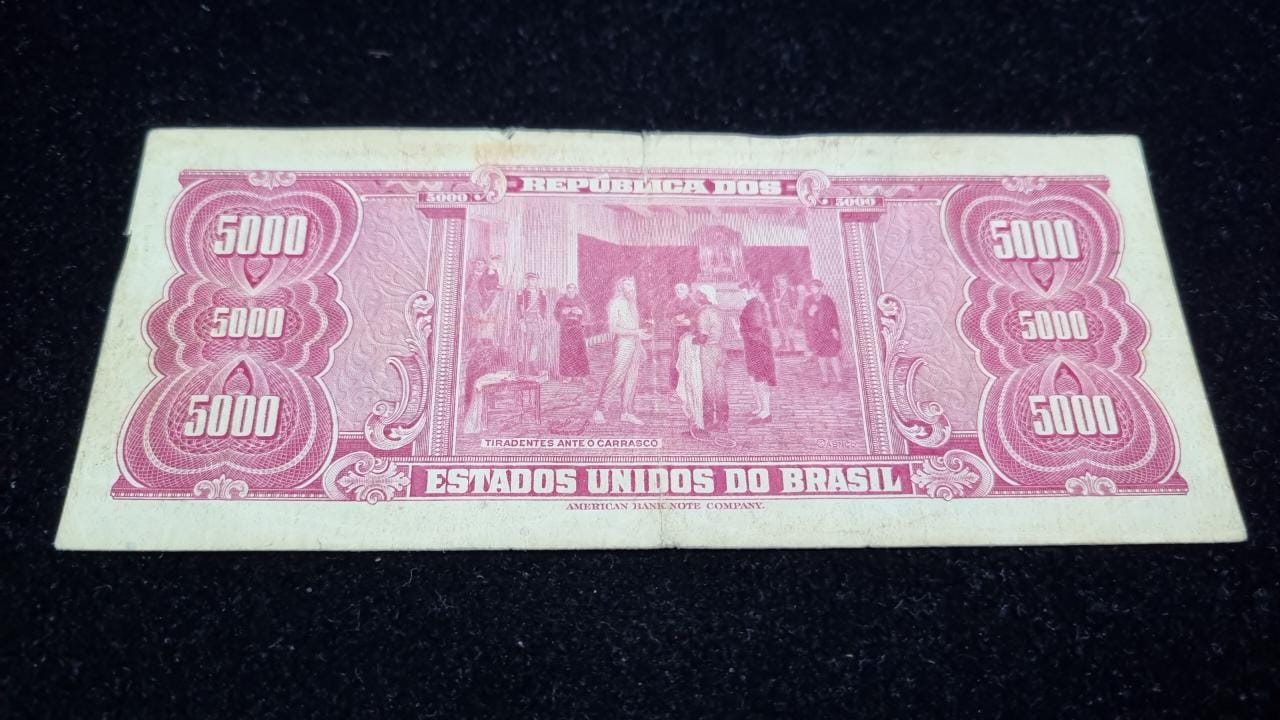 REPÚBLICA DOS
5000 5000
5000 5000
5000 5000
5000 5000
TIRADENTES ANTE O CARRASCO
ESTADOS UNIDOS DO BRASIL
AMERICAN BANK NOTE COMPANY.